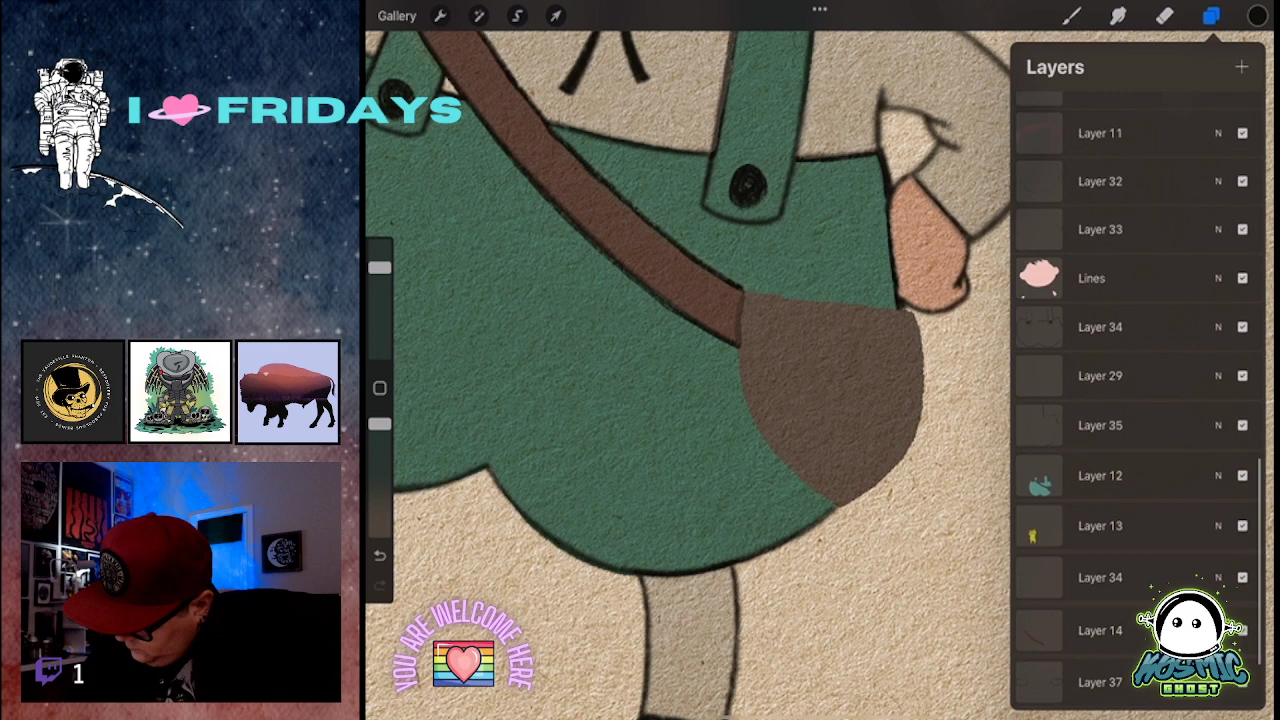 Gallery
I FRIDAYS
Layers
Layer 11 N
Layer 32 N
Layer 33 N
Lines N
Layer 34 N
Layer 29 N
Layer 35 N
Layer 12 N
Layer 13 N
Layer 34 N
Layer 14
Layer 37
1
YOU ARE WELCOME HERE
KOSMIC
GHOST